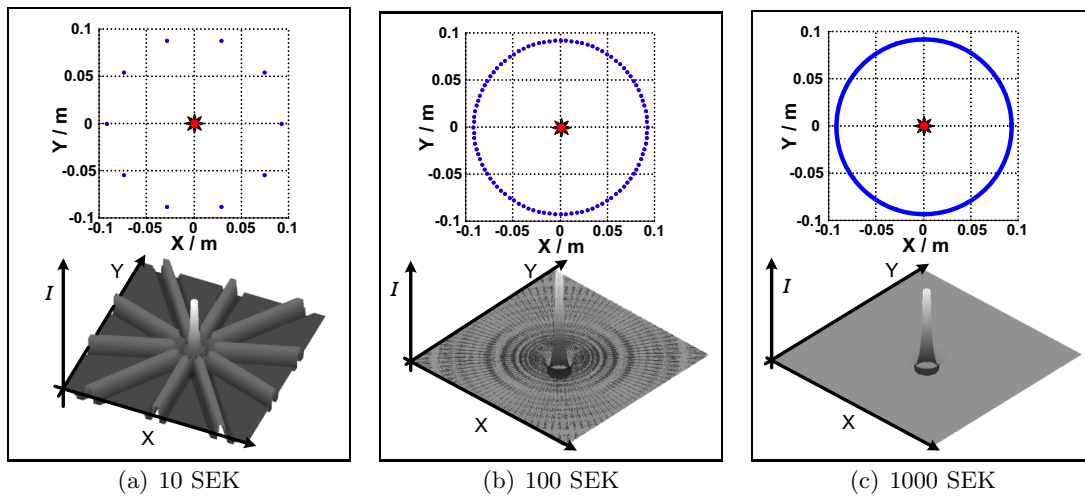 0.1
0.05
0
-0.05
-0.1
Y / m
-0.1 -0.05 0 0.05 0.1
X / m
I
Y
X
(a) 10 SEK
0.1
0.05
0
-0.05
-0.1
Y / m
-0.1 -0.05 0 0.05 0.1
X / m
I
Y
X
(b) 100 SEK
0.1
0.05
0
-0.05
-0.1
Y / m
-0.1 -0.05 0 0.05 0.1
X / m
I
Y
X
(c) 1000 SEK